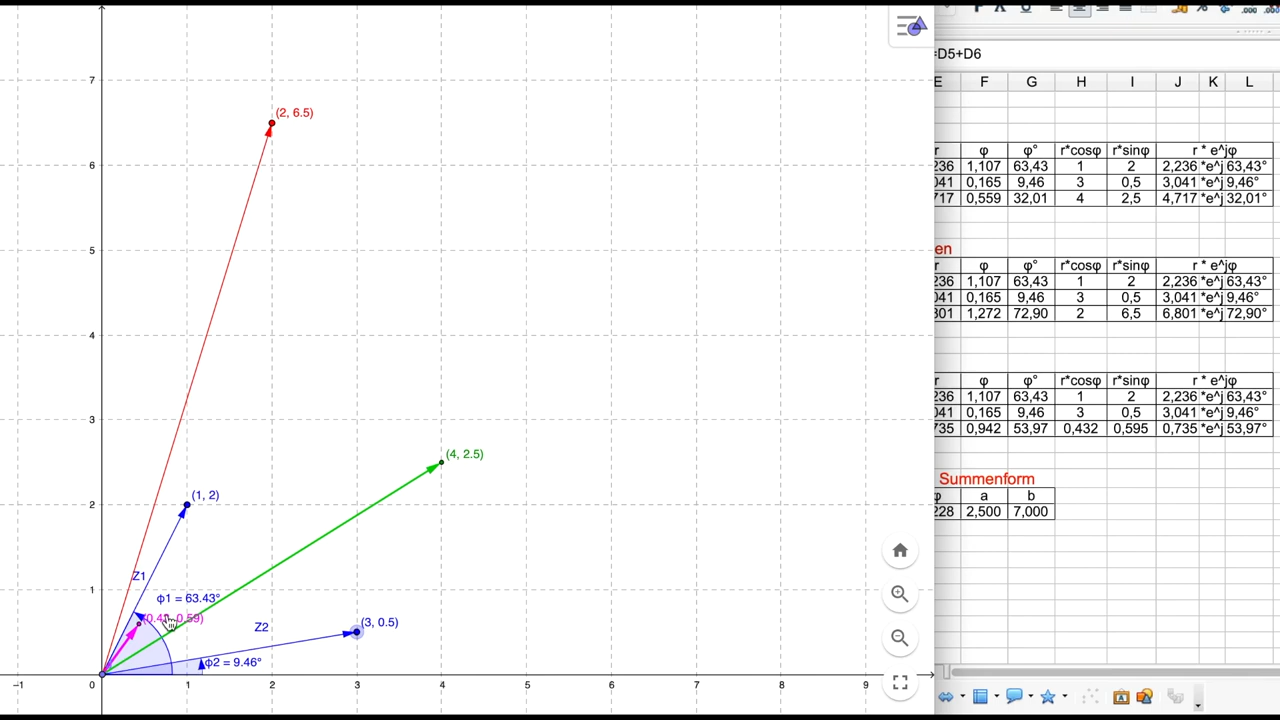 7
6
5
4
3
2
1
−1
0
1
2
3
4
5
6
7
8
9
(2, 6.5)
(4, 2.5)
(1, 2)
Z1
φ1 = 63.43°
Z2
(3, 0.5)
φ2 = 9.46°
=D5+D6
E F G H I J K L
r φ φ° r*cosφ r*sinφ r * e^jφ
236 1,107 63,43 1 2 2,236 *e^j 63,43°
041 0,165 9,46 3 0,5 3,041 *e^j 9,46°
717 0,559 32,01 4 2,5 4,717 *e^j 32,01°
en
r φ φ° r*cosφ r*sinφ r * e^jφ
236 1,107 63,43 1 2 2,236 *e^j 63,43°
041 0,165 9,46 3 0,5 3,041 *e^j 9,46°
801 1,272 72,90 2 6,5 6,801 *e^j 72,90°
r φ φ° r*cosφ r*sinφ r * e^jφ
236 1,107 63,43 1 2 2,236 *e^j 63,43°
041 0,165 9,46 3 0,5 3,041 *e^j 9,46°
735 0,942 53,97 0,432 0,595 0,735 *e^j 53,97°
Summenform
φ a b
228 2,500 7,000